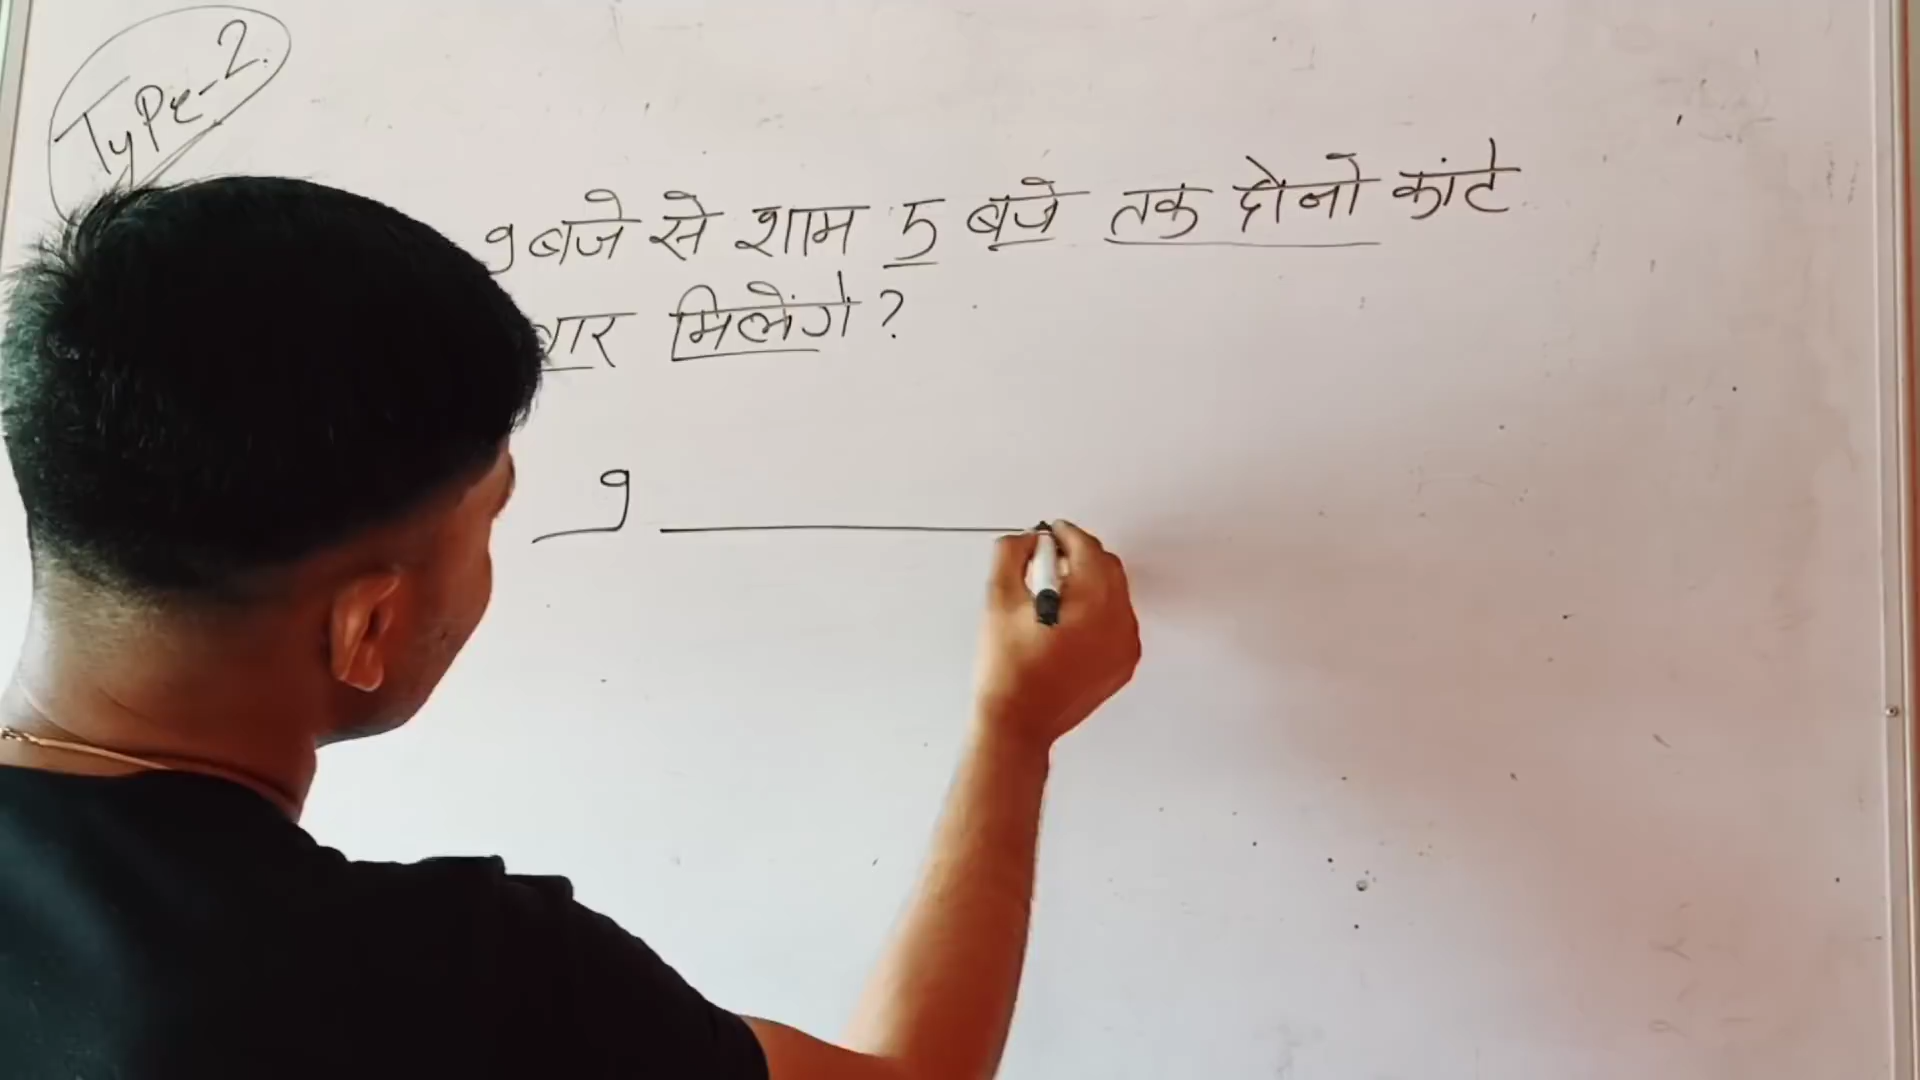 Type-2
9 बजे से शाम 5 बजे तक दोनो कांटे
बार मिलेंगे ?
9